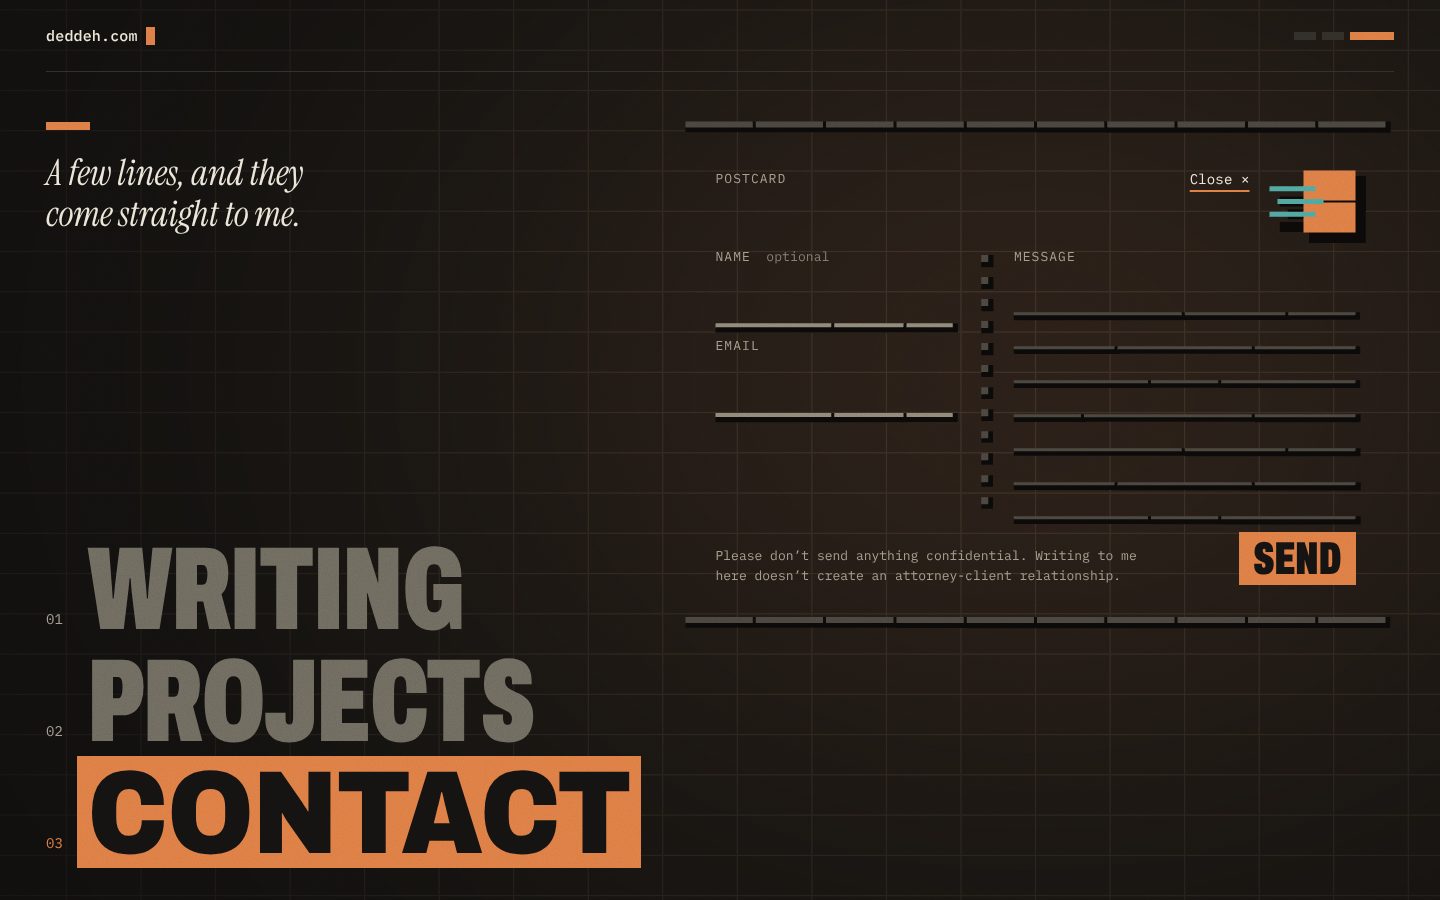 deddeh.com
A few lines, and they
come straight to me.
POSTCARD
Close ×
NAME optional
MESSAGE
EMAIL
Please don’t send anything confidential. Writing to me
here doesn’t create an attorney-client relationship.
SEND
01 WRITING
02 PROJECTS
03 CONTACT